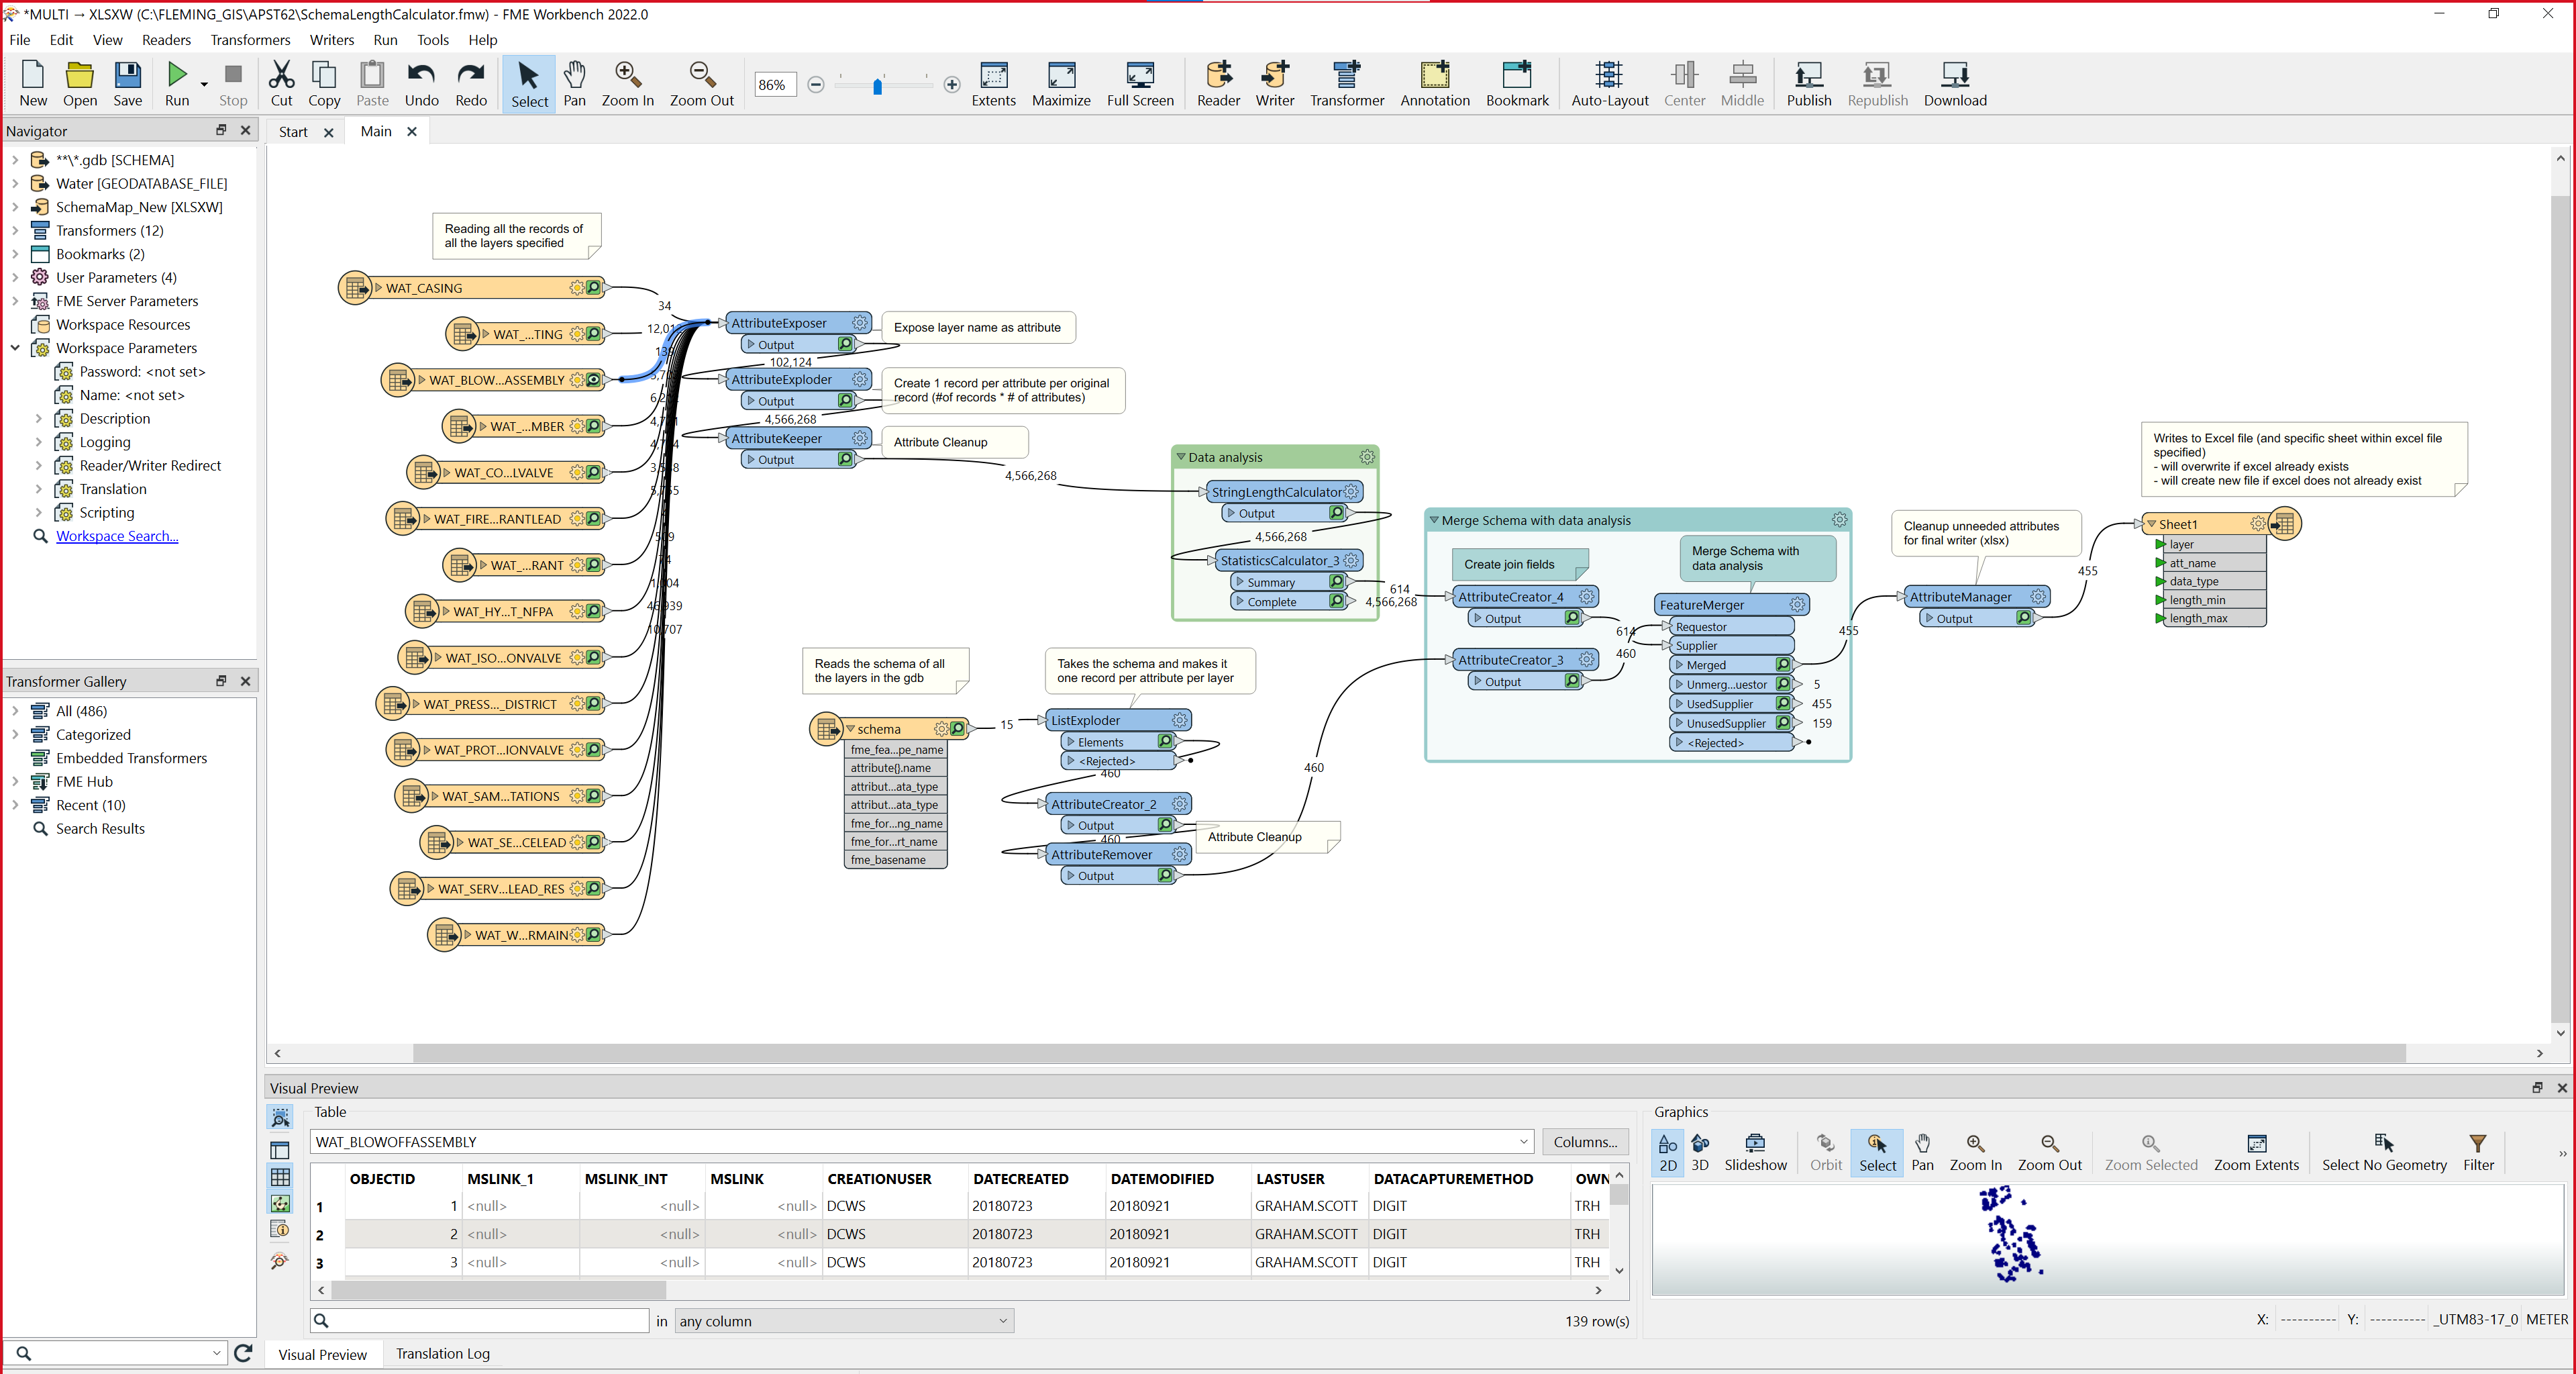 *MULTI → XLSXW (C:\FLEMING_GIS\APST62\SchemaLengthCalculator.fmw) - FME Workbench 2022.0
File Edit View Readers Transformers Writers Run Tools Help
New Open Save Run Stop Cut Copy Paste Undo Redo Select Pan Zoom In Zoom Out 86% Extents Maximize Full Screen Reader Writer Transformer Annotation Bookmark Auto-Layout Center Middle Publish Republish Download
Navigator
**\*.gdb [SCHEMA]
Water [GEODATABASE_FILE]
SchemaMap_New [XLSXW]
Transformers (12)
Bookmarks (2)
User Parameters (4)
FME Server Parameters
Workspace Resources
Workspace Parameters
Password: <not set>
Name: <not set>
Description
Logging
Reader/Writer Redirect
Translation
Scripting
Workspace Search...
Transformer Gallery
All (486)
Categorized
Embedded Transformers
FME Hub
Recent (10)
Search Results
Start Main
Reading all the records of
all the layers specified
WAT_CASING
WAT_...TING
WAT_BLOW...ASSEMBLY
WAT_...MBER
WAT_CO...LVALVE
WAT_FIRE...RANTLEAD
WAT_...RANT
WAT_HY...T_NFPA
WAT_ISO...ONVALVE
WAT_PRESS..._DISTRICT
WAT_PROT...IONVALVE
WAT_SAM...TATIONS
WAT_SE...CELEAD
WAT_SERV...LEAD_RES
WAT_W...RMAIN
34
46,939
10,707
AttributeExposer
Output
Expose layer name as attribute
102,124
AttributeExploder
Output
Create 1 record per attribute per original
record (#of records * # of attributes)
4,566,268
AttributeKeeper
Output
Attribute Cleanup
4,566,268
Data analysis
StringLengthCalculator
Output
4,566,268
StatisticsCalculator_3
Summary
Complete
614
4,566,268
Reads the schema of all
the layers in the gdb
schema
fme_fea...pe_name
attribute{}.name
attribut...ata_type
attribut...ata_type
fme_for...ng_name
fme_for...rt_name
fme_basename
15
Takes the schema and makes it
one record per attribute per layer
ListExploder
Elements
<Rejected>
460
AttributeCreator_2
Output
460
AttributeRemover
Output
Attribute Cleanup
460
Merge Schema with data analysis
Create join fields
AttributeCreator_4
Output
AttributeCreator_3
Output
614
460
Merge Schema with
data analysis
FeatureMerger
Requestor
Supplier
Merged
Unmerg...uestor 5
UsedSupplier 455
UnusedSupplier 159
<Rejected>
455
Cleanup unneeded attributes
for final writer (xlsx)
AttributeManager
Output
455
Writes to Excel file (and specific sheet within excel file
specified)
- will overwrite if excel already exists
- will create new file if excel does not already exist
Sheet1
layer
att_name
data_type
length_min
length_max
Visual Preview
Table
WAT_BLOWOFFASSEMBLY Columns...
OBJECTID MSLINK_1 MSLINK_INT MSLINK CREATIONUSER DATECREATED DATEMODIFIED LASTUSER DATACAPTUREMETHOD OWN
1 1 <null> <null> <null> DCWS 20180723 20180921 GRAHAM.SCOTT DIGIT TRH
2 2 <null> <null> <null> DCWS 20180723 20180921 GRAHAM.SCOTT DIGIT TRH
3 3 <null> <null> <null> DCWS 20180723 20180921 GRAHAM.SCOTT DIGIT TRH
in any column 139 row(s)
Graphics
2D 3D Slideshow Orbit Select Pan Zoom In Zoom Out Zoom Selected Zoom Extents Select No Geometry Filter
X: ---------- Y: ---------- _UTM83-17_0 METER
Visual Preview Translation Log